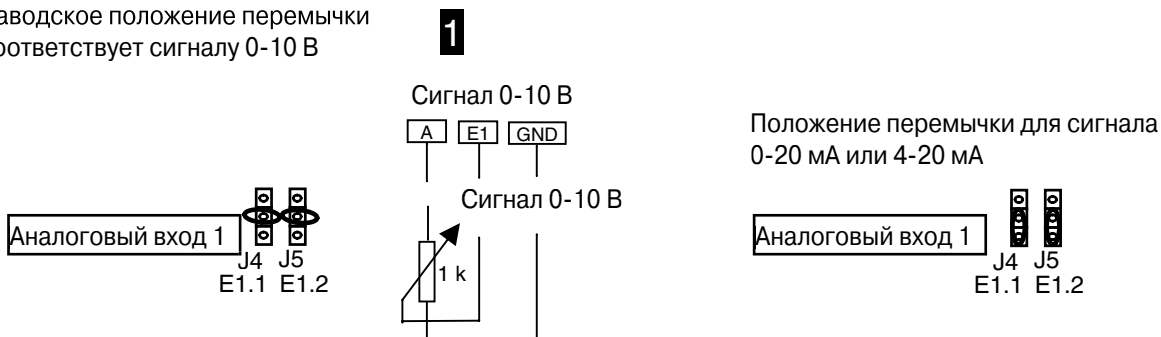 аводское положение перемычки
оответствует сигналу 0-10 В
1
Сигнал 0-10 В
A E1 GND
Сигнал 0-10 В
1 k
Аналоговый вход 1
J4 J5
E1.1 E1.2
Положение перемычки для сигнала
0-20 мА или 4-20 мА
Аналоговый вход 1
J4 J5
E1.1 E1.2